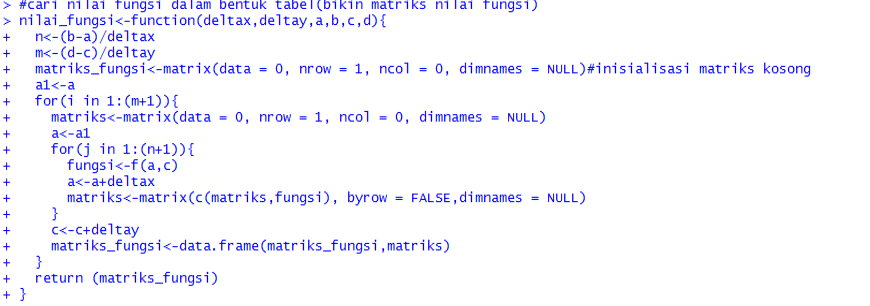 > #cari nilai fungsi dalam bentuk tabel(bikin matriks nilai fungsi)
> nilai_fungsi<-function(deltax,deltay,a,b,c,d){
+   n<-(b-a)/deltax
+   m<-(d-c)/deltay
+   matriks_fungsi<-matrix(data = 0, nrow = 1, ncol = 0, dimnames = NULL)#inisialisasi matriks kosong
+   a1<-a
+   for(i in 1:(m+1)){
+     matriks<-matrix(data = 0, nrow = 1, ncol = 0, dimnames = NULL)
+     a<-a1
+     for(j in 1:(n+1)){
+       fungsi<-f(a,c)
+       a<-a+deltax
+       matriks<-matrix(c(matriks,fungsi), byrow = FALSE,dimnames = NULL)
+     }
+     c<-c+deltay
+     matriks_fungsi<-data.frame(matriks_fungsi,matriks)
+   }
+   return (matriks_fungsi)
+ }